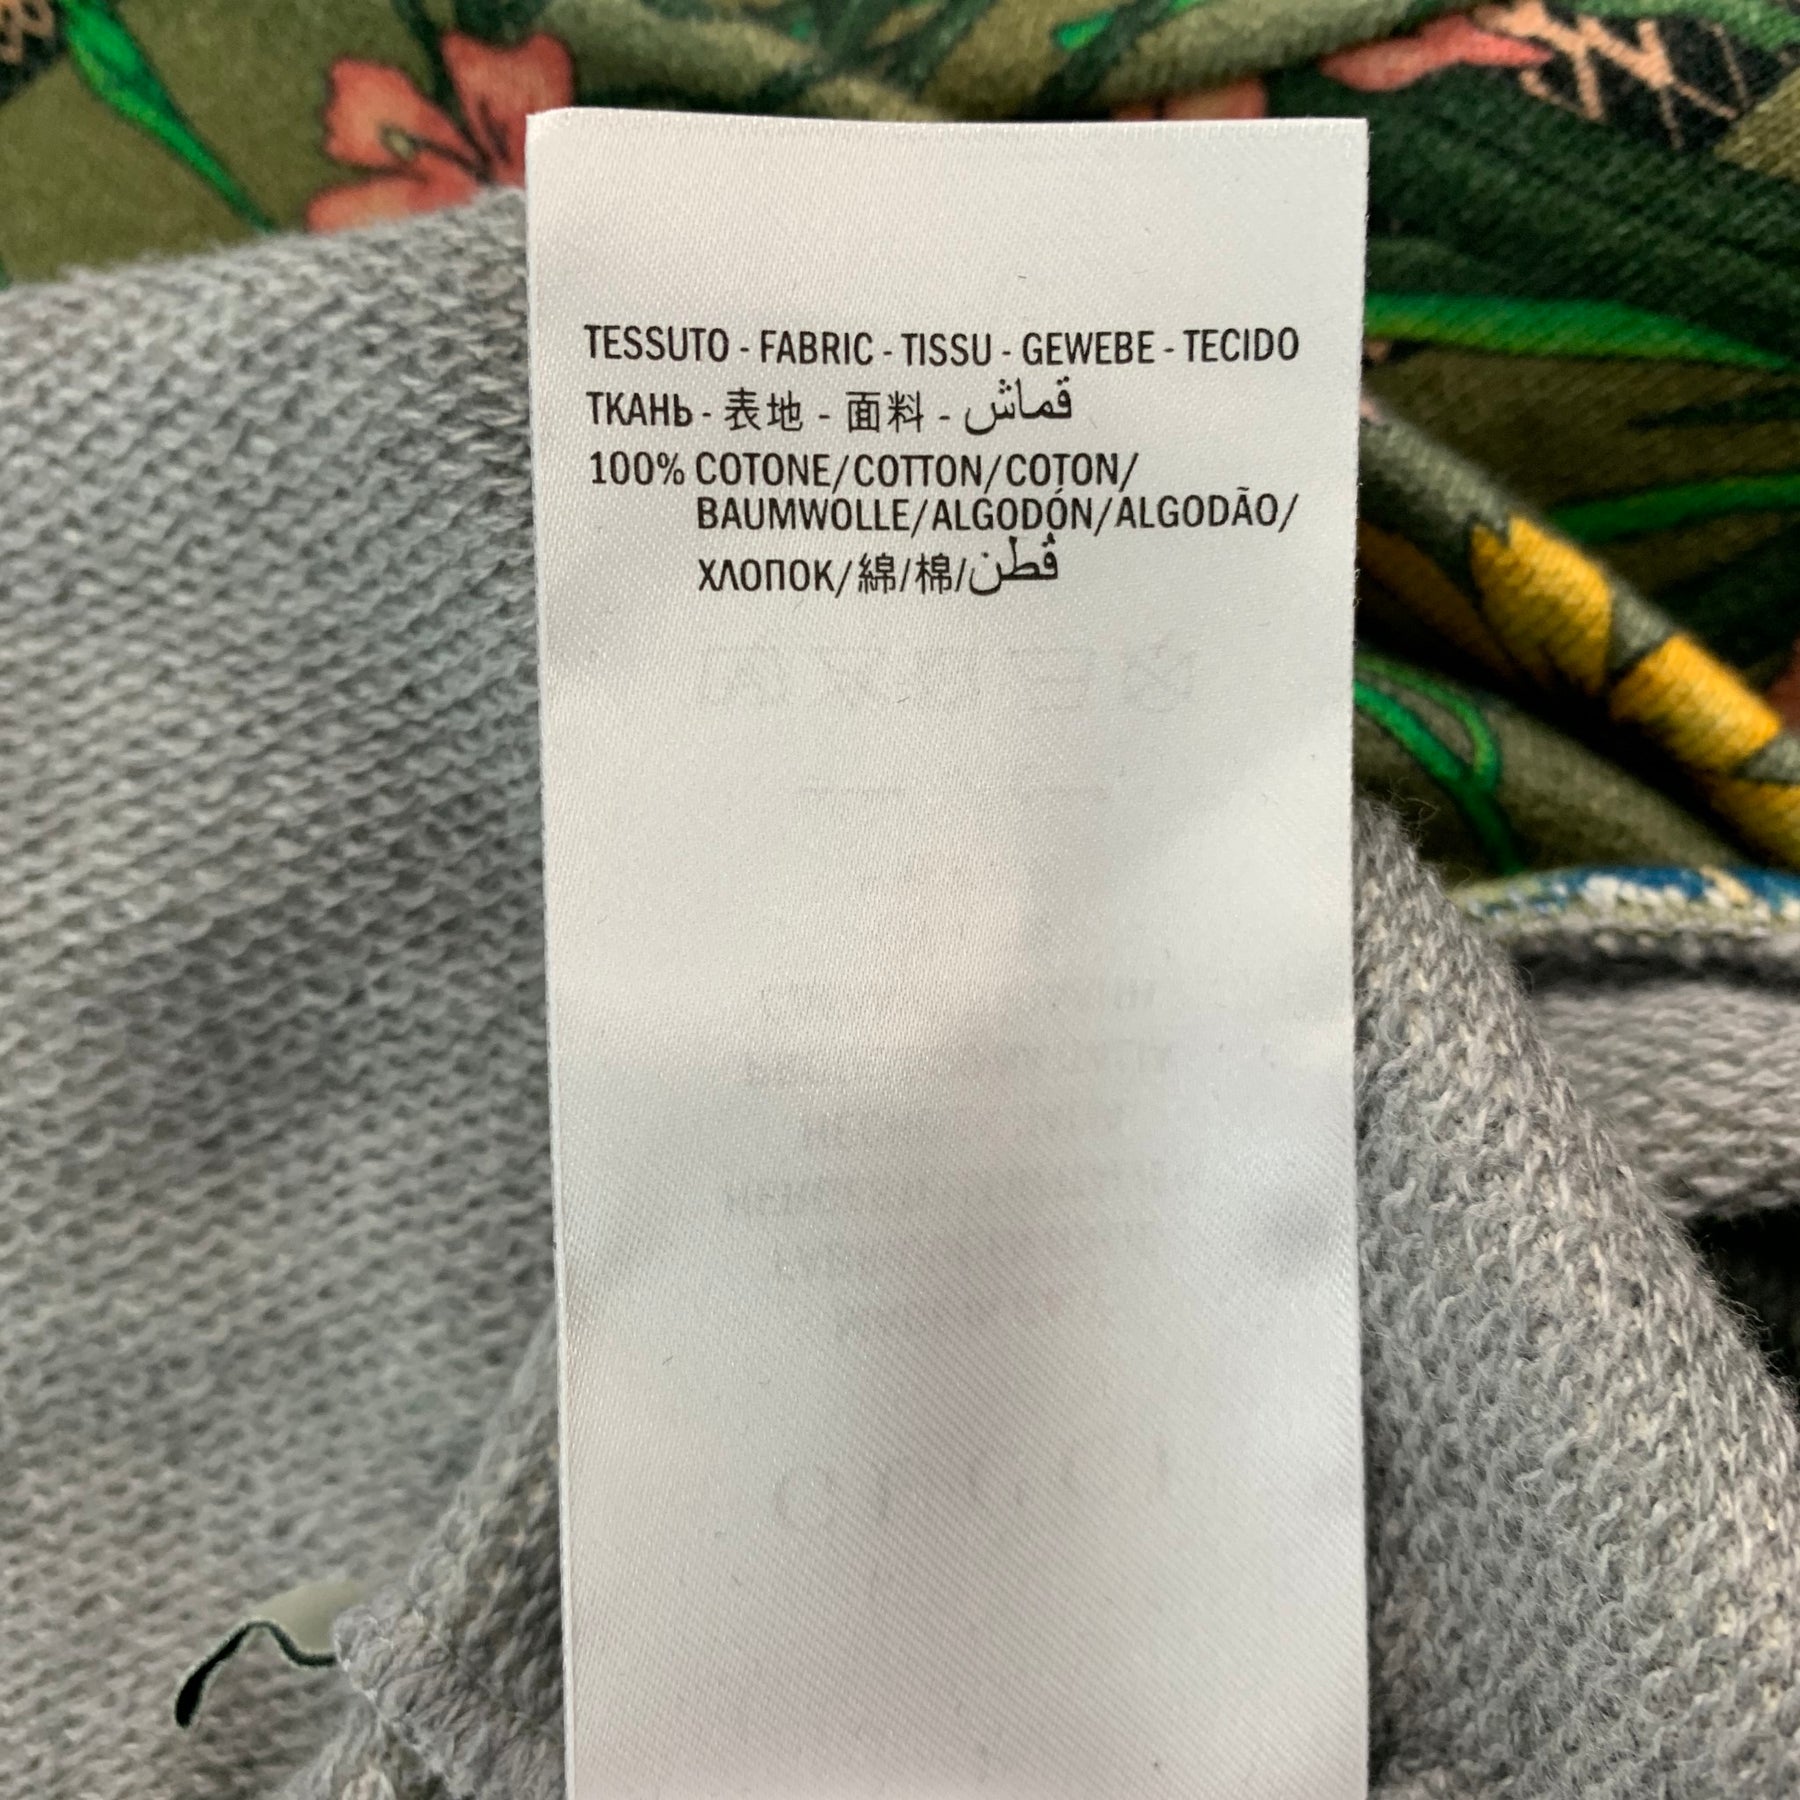 TESSUTO - FABRIC - TISSU - GEWEBE - TECIDO
ТКАНЬ - 表地 - 面料 - قماش
100% COTONE/COTTON/COTON/
BAUMWOLLE/ALGODÓN/ALGODÃO/
ХЛОПОК/綿/棉/قطن